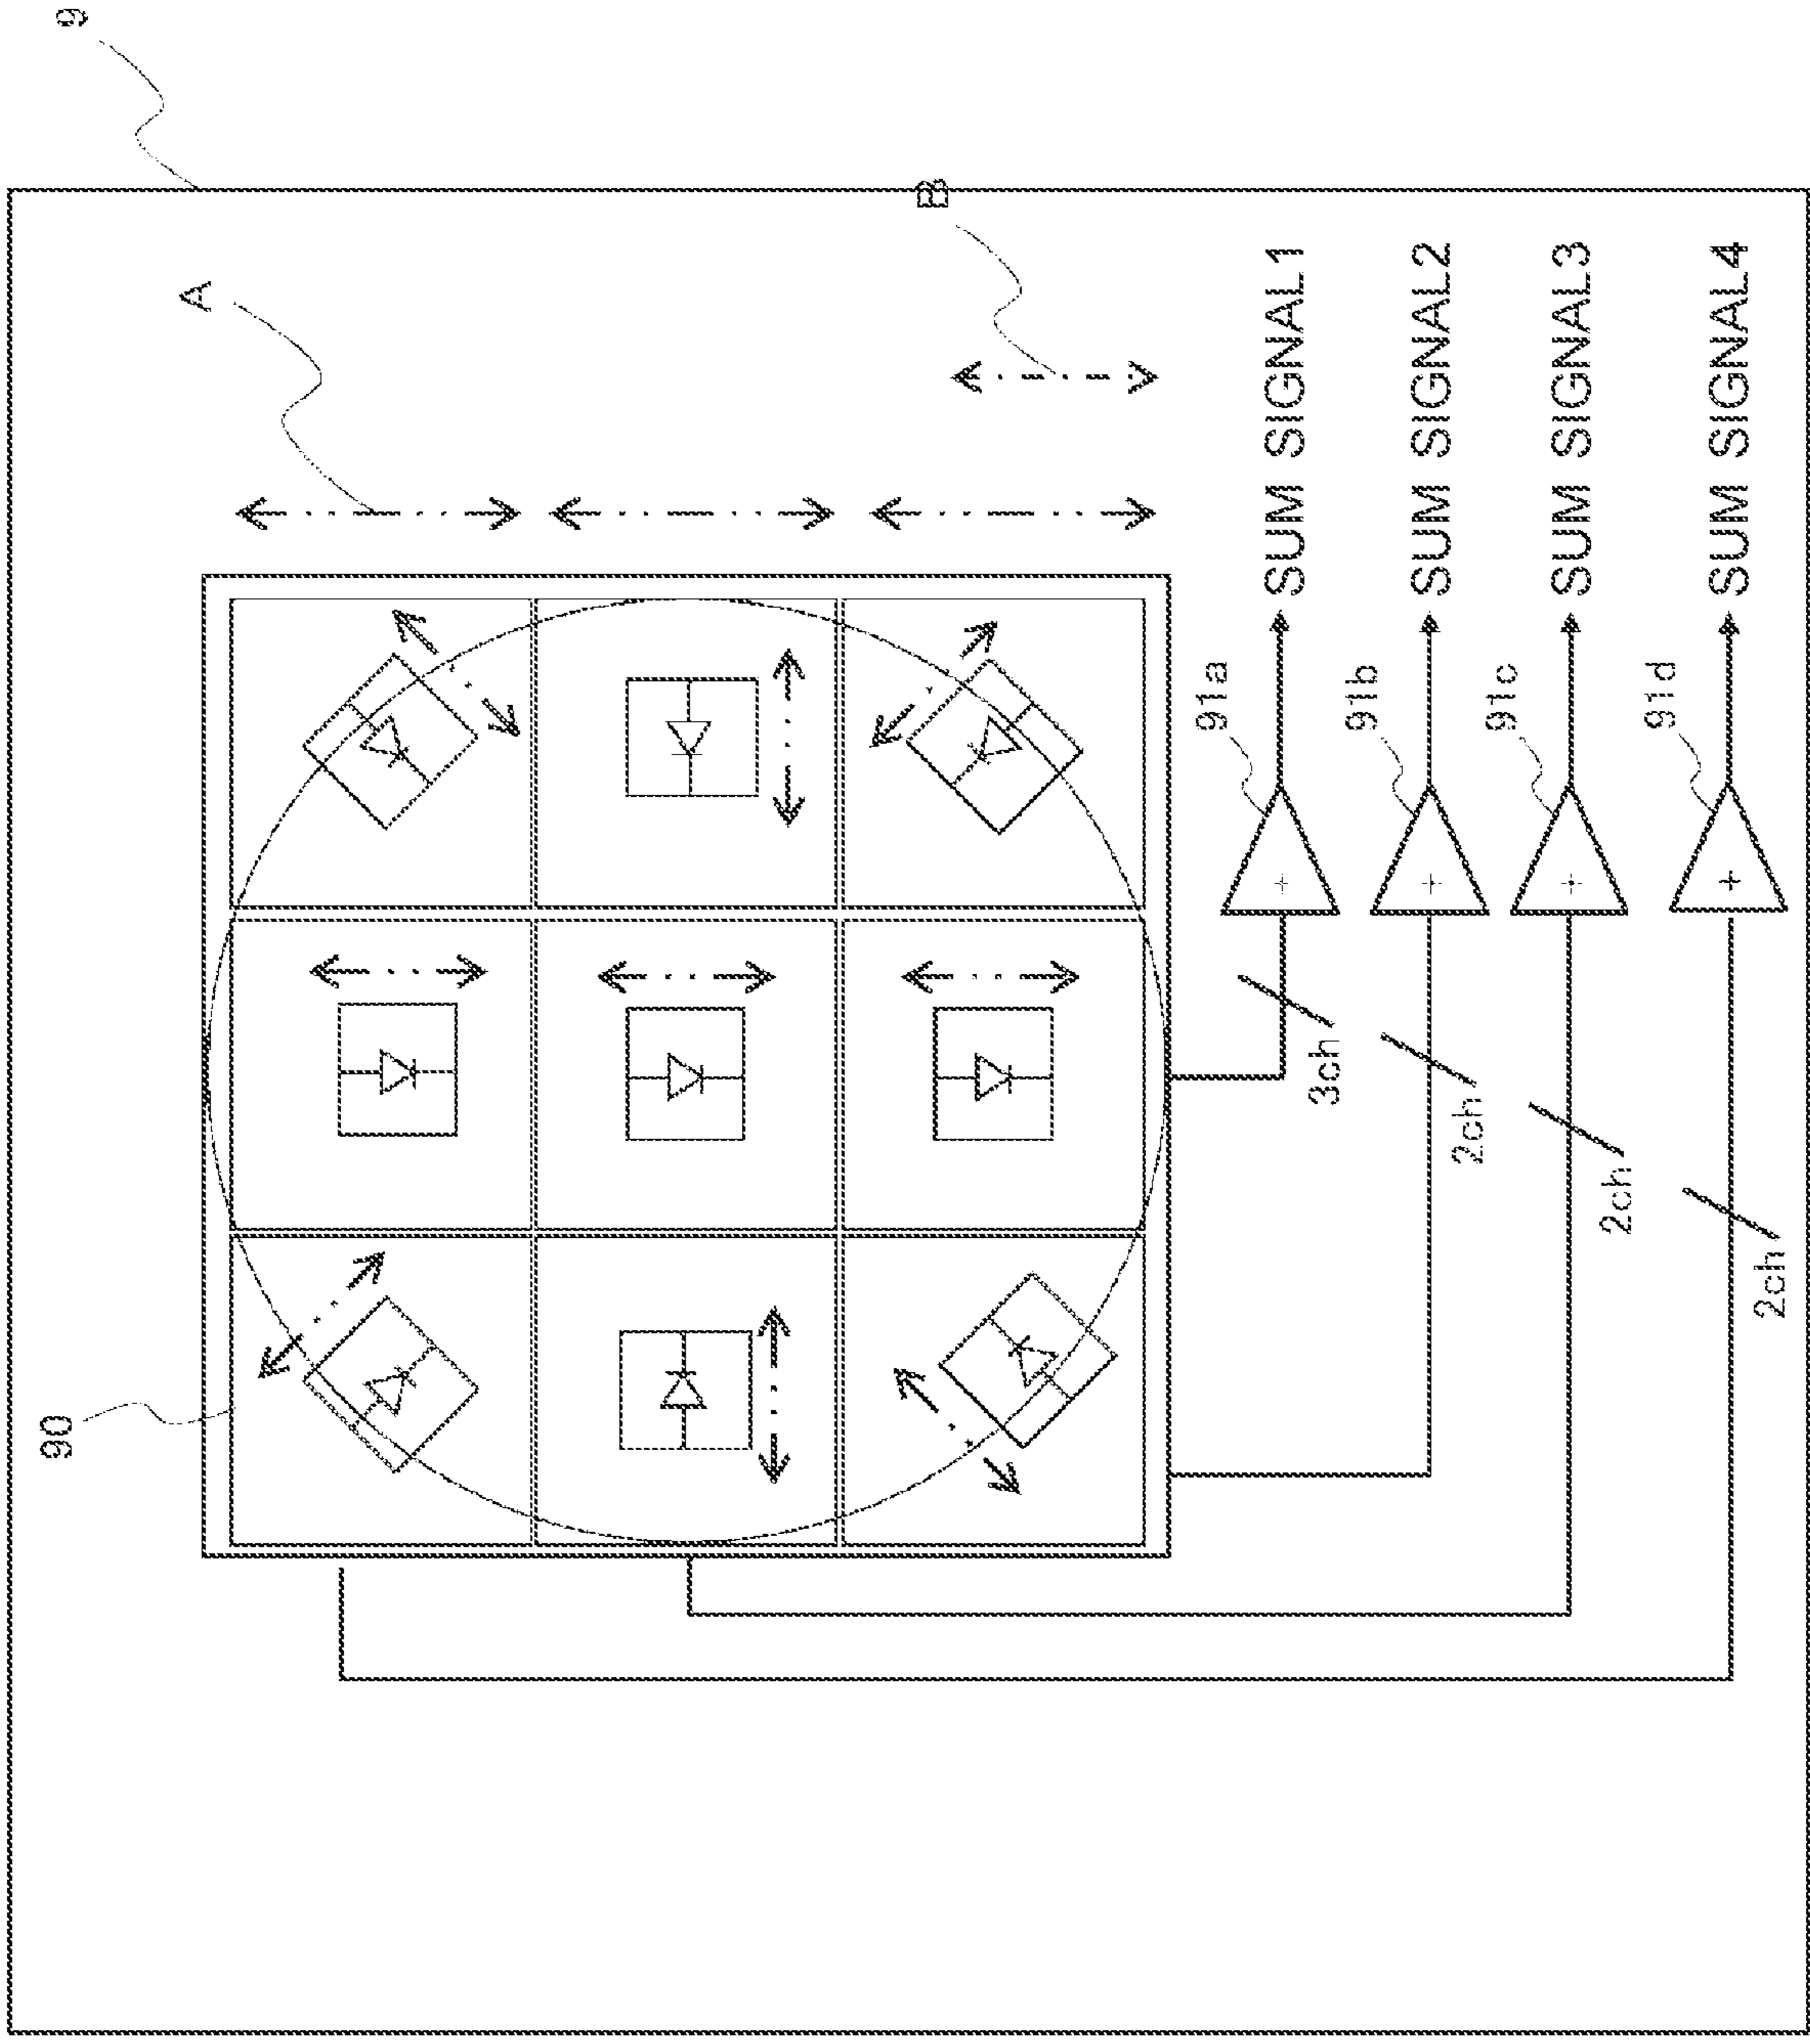 9
A
B
90
91a
SUM SIGNAL1
3ch
91b
SUM SIGNAL2
2ch
91c
SUM SIGNAL3
2ch
91d
SUM SIGNAL4
2ch